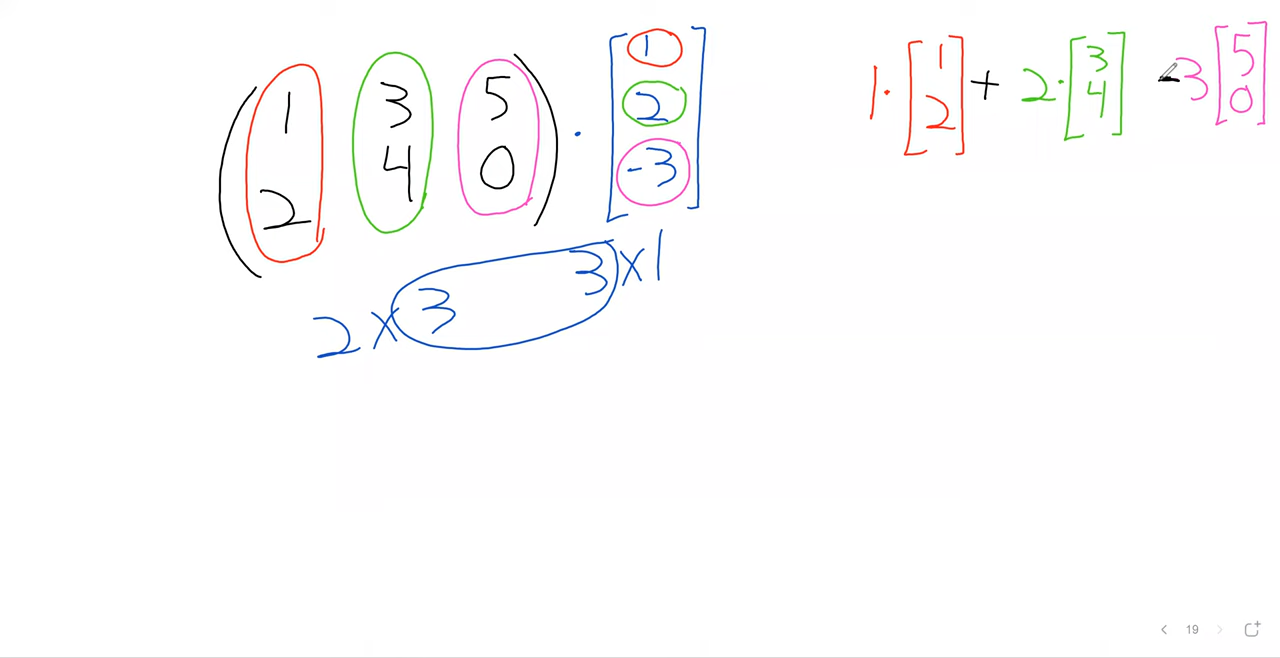 ( 1 3 5 ) · [ 1 ] 1 · [ 1 ] + 2 · [ 3 ] - 3 [ 5 ]
( 2 4 0 ) [ 2 ] [ 2 ] [ 4 ] [ 0 ]
[ -3 ]
2 x 3 3 x 1
19